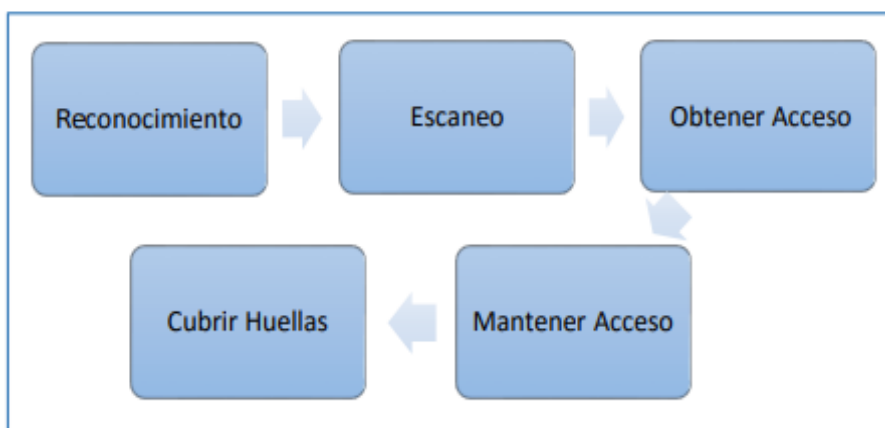 Reconocimiento
Escaneo
Obtener Acceso
Mantener Acceso
Cubrir Huellas